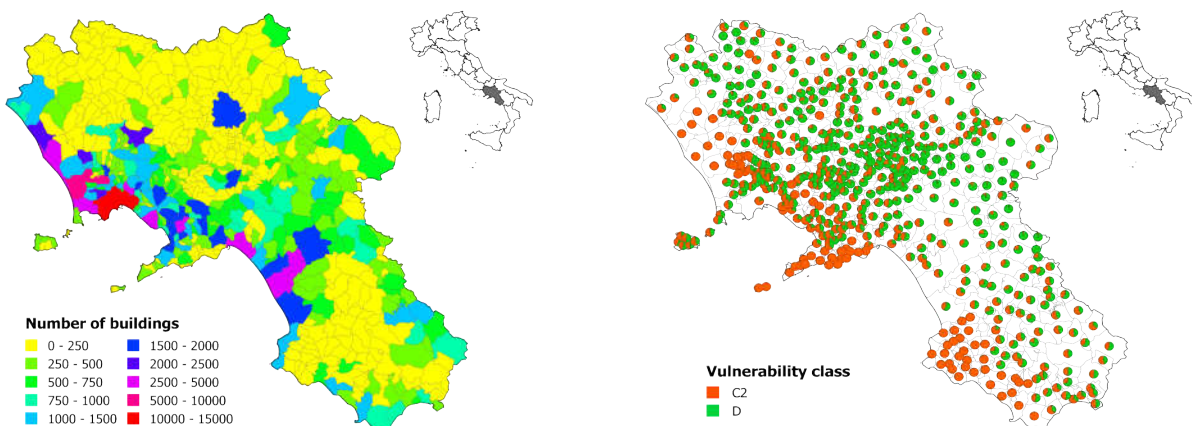 Number of buildings
0 - 250
250 - 500
500 - 750
750 - 1000
1000 - 1500
1500 - 2000
2000 - 2500
2500 - 5000
5000 - 10000
10000 - 15000
Vulnerability class
C2
D